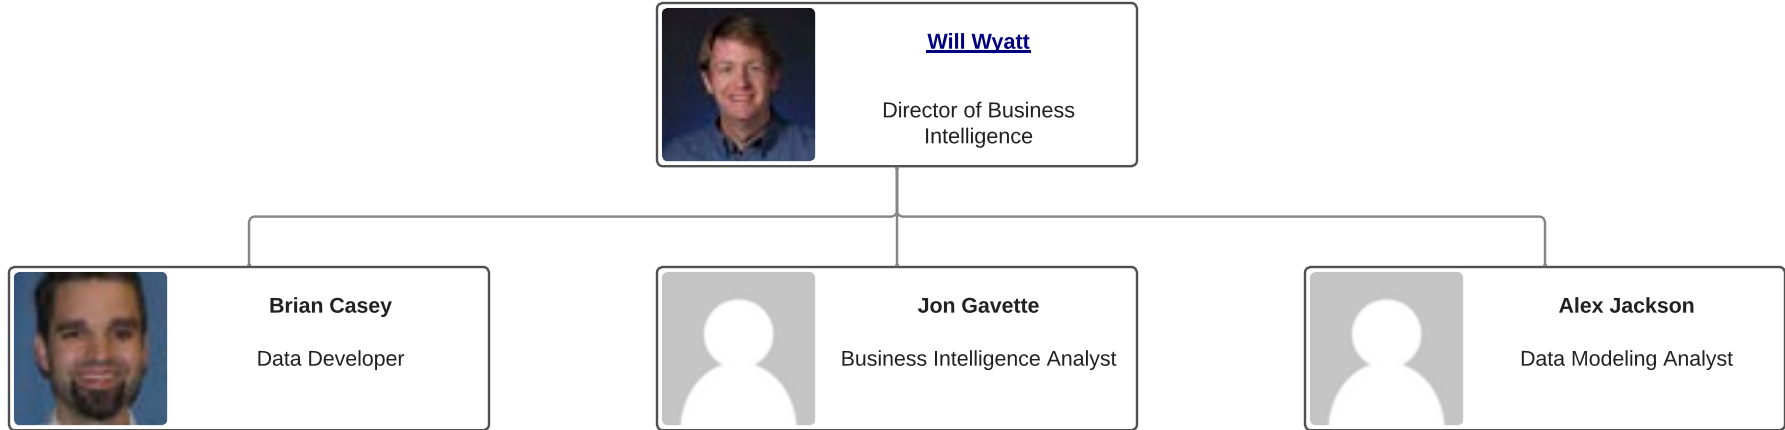 Will Wyatt
Director of Business
Intelligence
Brian Casey
Data Developer
Jon Gavette
Business Intelligence Analyst
Alex Jackson
Data Modeling Analyst